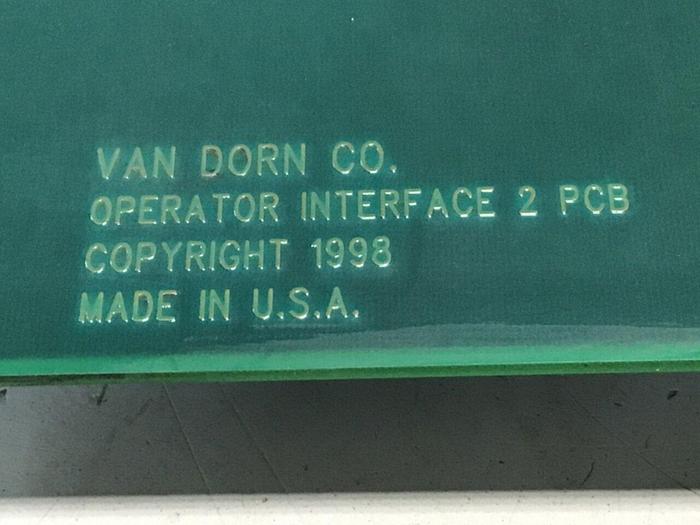 VAN DORN CO.
OPERATOR INTERFACE 2 PCB
COPYRIGHT 1998
MADE IN U.S.A.